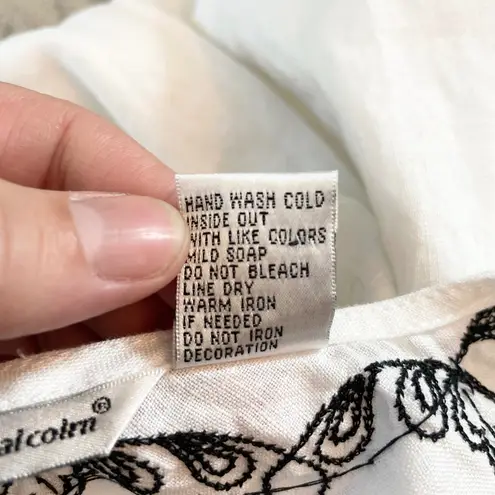 HAND WASH COLD
INSIDE OUT
WITH LIKE COLORS
MILD SOAP
DO NOT BLEACH
LINE DRY
WARM IRON
IF NEEDED
DO NOT IRON
DECORATION
alcolm®